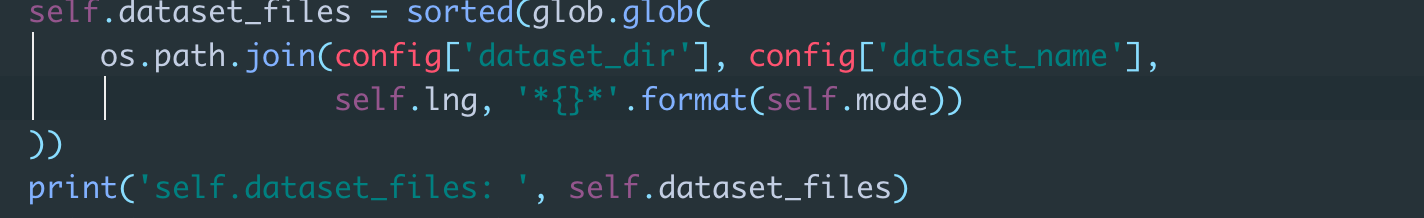 self.dataset_files = sorted(glob.glob(
os.path.join(config['dataset_dir'], config['dataset_name'],
self.lng, '*{}*'.format(self.mode))
))
print('self.dataset_files: ', self.dataset_files)